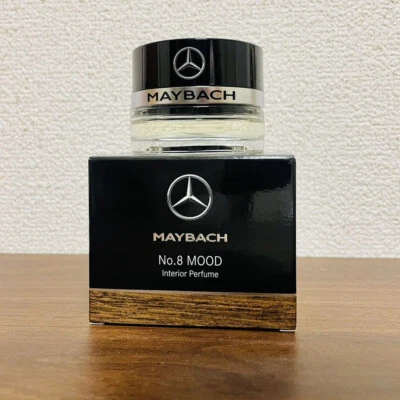 MAYBACH
MAYBACH
No.8 MOOD
Interior Perfume